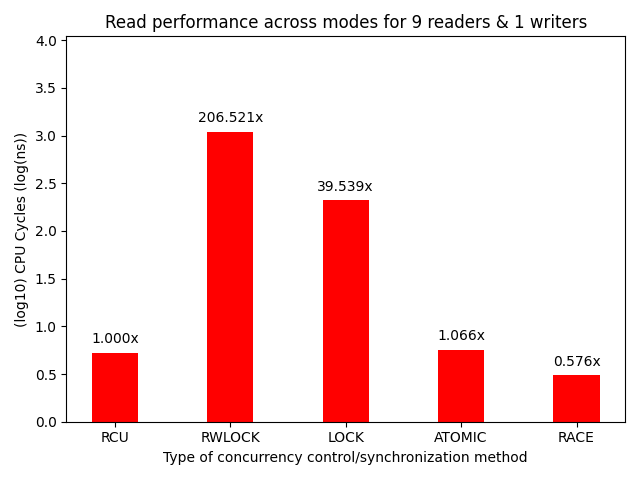 Read performance across modes for 9 readers & 1 writers
(log10) CPU Cycles (log(ns))
4.0
3.5
3.0
2.5
2.0
1.5
1.0
0.5
0.0
1.000x
206.521x
39.539x
1.066x
0.576x
RCU
RWLOCK
LOCK
ATOMIC
RACE
Type of concurrency control/synchronization method